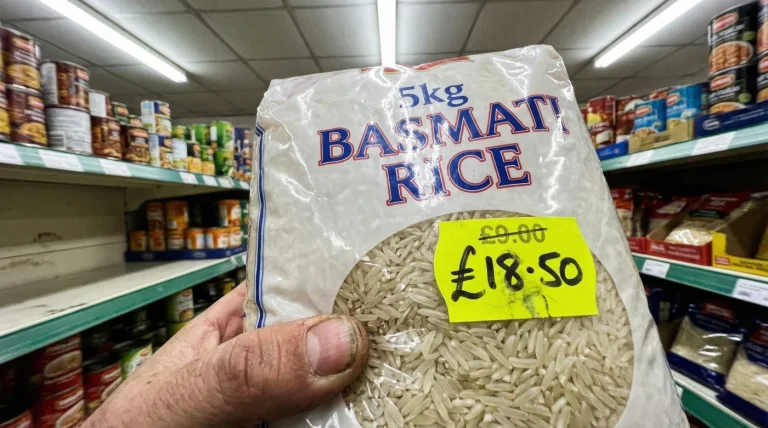 5kg
BASMATI
RICE
£9.00
£18.50